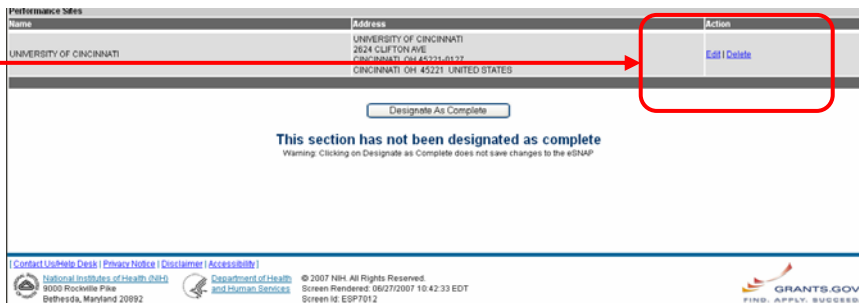 Performance Sites
Name Address Action
UNIVERSITY OF CINCINNATI
UNIVERSITY OF CINCINNATI
2624 CLIFTON AVE
CINCINNATI OH 45221-0127
CINCINNATI OH 45221 UNITED STATES
Edit | Delete
Designate As Complete
This section has not been designated as complete
Warning: Clicking on Designate as Complete does not save changes to the eSNAP
[ Contact Us/Help Desk | Privacy Notice | Disclaimer | Accessibility ]
National Institutes of Health (NIH)
9000 Rockville Pike
Bethesda, Maryland 20892
Department of Health
and Human Services
© 2007 NIH. All Rights Reserved.
Screen Rendered: 06/27/2007 10:42:33 EDT
Screen Id: ESP7012
GRANTS.GOV
FIND. APPLY. SUCCEED.